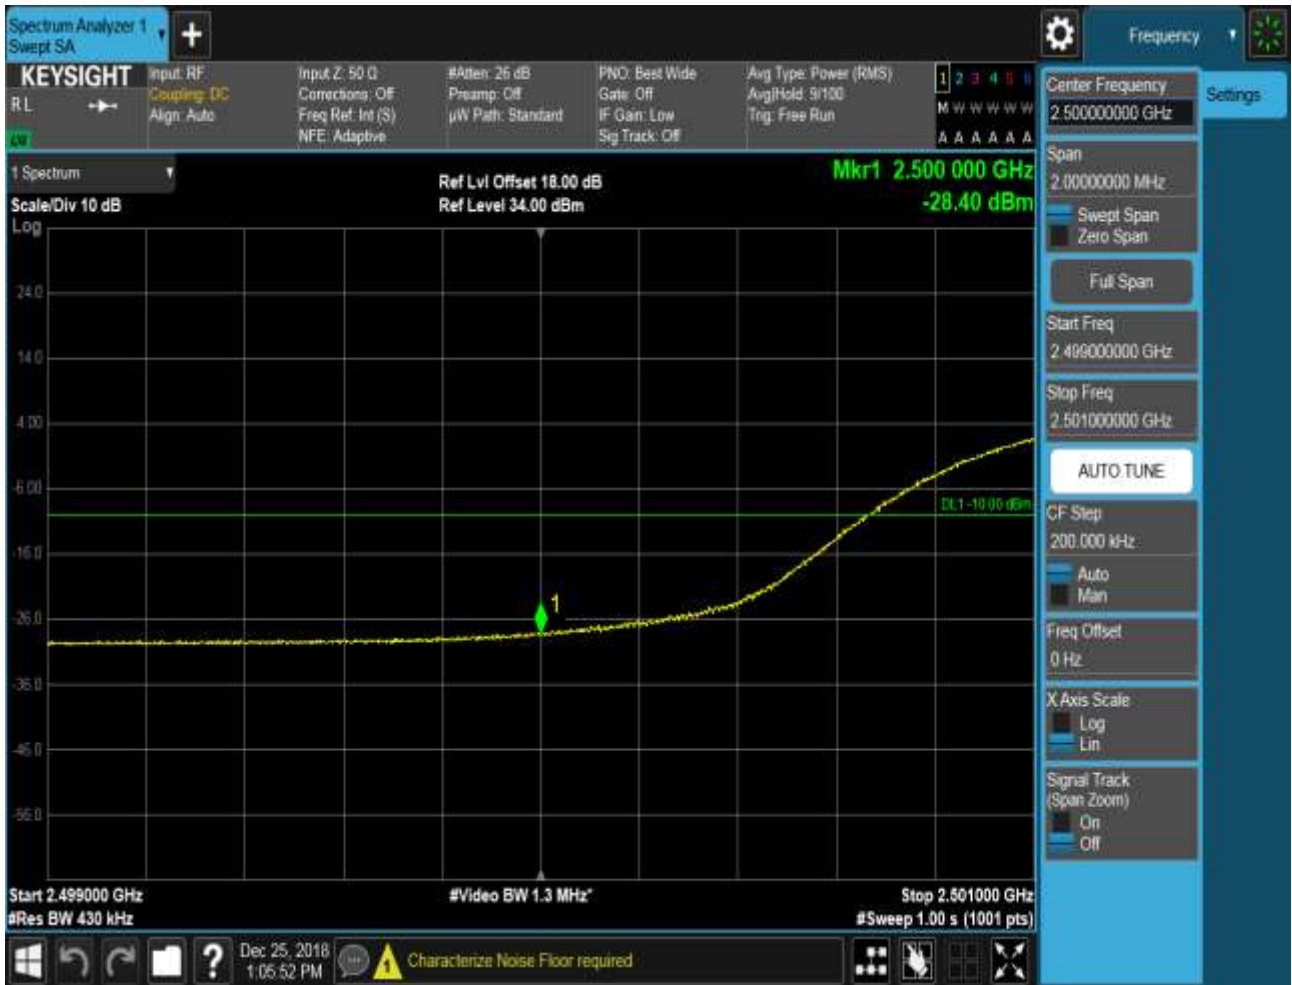 Spectrum Analyzer 1
Swept SA
Frequency
KEYSIGHT
RL
Input: RF
Coupling: DC
Align: Auto
Input Z: 50 Ω
Corrections: Off
Freq Ref: Int (S)
NFE: Adaptive
#Atten: 26 dB
Preamp: Off
µW Path: Standard
PNO: Best Wide
Gate: Off
IF Gain: Low
Sig Track: Off
Avg Type: Power (RMS)
Avg|Hold: 9/100
Trig: Free Run
1 2 3 4 5 6
M W W W W W
A A A A A A
1 Spectrum
Scale/Div 10 dB
Log
Ref Lvl Offset 18.00 dB
Ref Level 34.00 dBm
Mkr1 2.500 000 GHz
-28.40 dBm
24.0
14.0
4.00
-6.00
-16.0
-26.0
-36.0
-46.0
-56.0
DL1 -10.00 dBm
1
Start 2.499000 GHz
#Res BW 430 kHz
#Video BW 1.3 MHz*
Stop 2.501000 GHz
#Sweep 1.00 s (1001 pts)
Center Frequency
2.500000000 GHz
Settings
Span
2.00000000 MHz
Swept Span
Zero Span
Full Span
Start Freq
2.499000000 GHz
Stop Freq
2.501000000 GHz
AUTO TUNE
CF Step
200.000 kHz
Auto
Man
Freq Offset
0 Hz
X Axis Scale
Log
Lin
Signal Track
(Span Zoom)
On
Off
?
Dec 25, 2018
1:05:52 PM
1
Characterize Noise Floor required